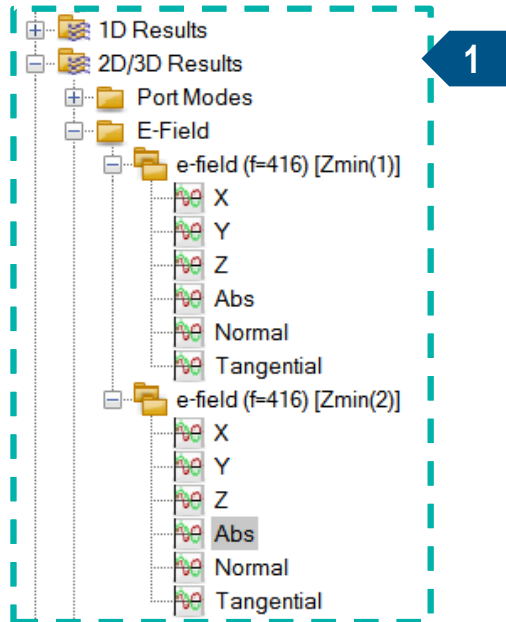 1D Results
2D/3D Results
1
Port Modes
E-Field
e-field (f=416) [Zmin(1)]
X
Y
Z
Abs
Normal
Tangential
e-field (f=416) [Zmin(2)]
X
Y
Z
Abs
Normal
Tangential